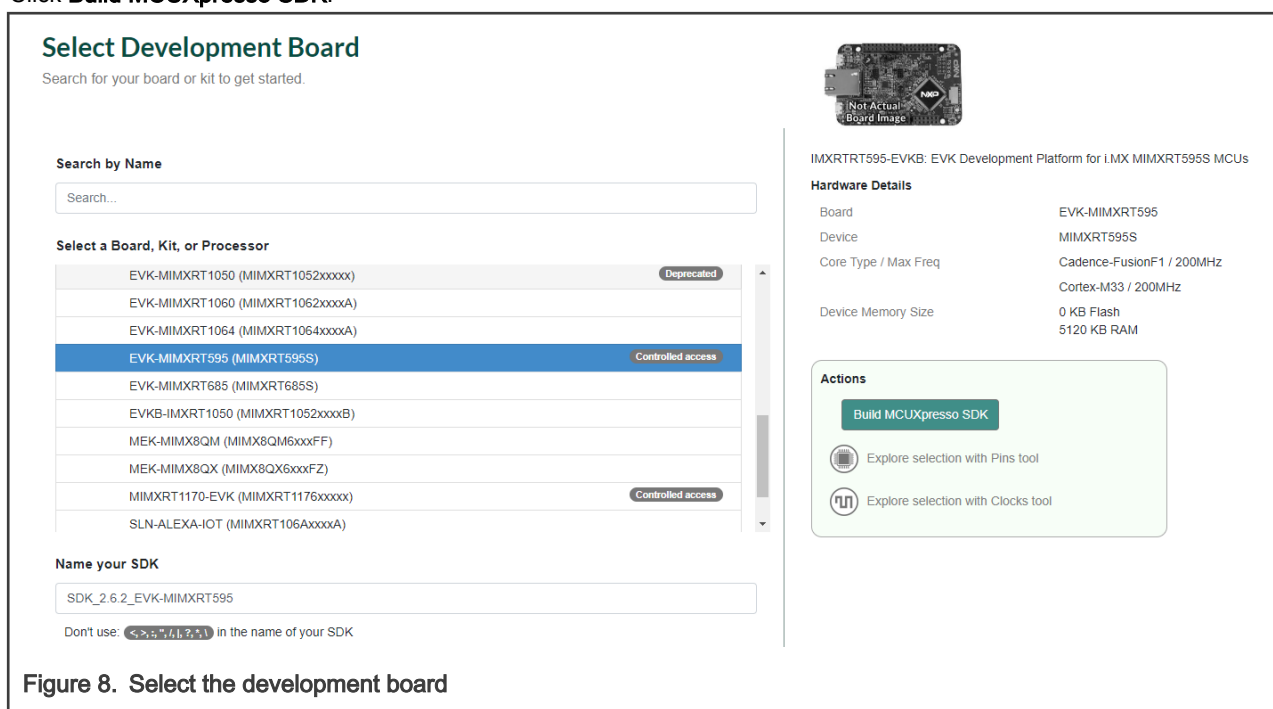 Click Build MCUXpresso SDK.
Select Development Board
Search for your board or kit to get started.
NXP
Not Actual
Board Image
Search by Name
Search...
Select a Board, Kit, or Processor
EVK-MIMXRT1050 (MIMXRT1052xxxxx) Deprecated
EVK-MIMXRT1060 (MIMXRT1062xxxxA)
EVK-MIMXRT1064 (MIMXRT1064xxxxA)
EVK-MIMXRT595 (MIMXRT595S) Controlled access
EVK-MIMXRT685 (MIMXRT685S)
EVKB-IMXRT1050 (MIMXRT1052xxxxB)
MEK-MIMX8QM (MIMX8QM6xxxFF)
MEK-MIMX8QX (MIMX8QX6xxxFZ)
MIMXRT1170-EVK (MIMXRT1176xxxxx) Controlled access
SLN-ALEXA-IOT (MIMXRT106AxxxxA)
Name your SDK
SDK_2.6.2_EVK-MIMXRT595
Don't use: <,>,:,",/,|,?,*,\ in the name of your SDK
IMXRTRT595-EVKB: EVK Development Platform for i.MX MIMXRT595S MCUs
Hardware Details
Board EVK-MIMXRT595
Device MIMXRT595S
Core Type / Max Freq Cadence-FusionF1 / 200MHz
Cortex-M33 / 200MHz
Device Memory Size 0 KB Flash
5120 KB RAM
Actions
Build MCUXpresso SDK
Explore selection with Pins tool
Explore selection with Clocks tool
Figure 8. Select the development board